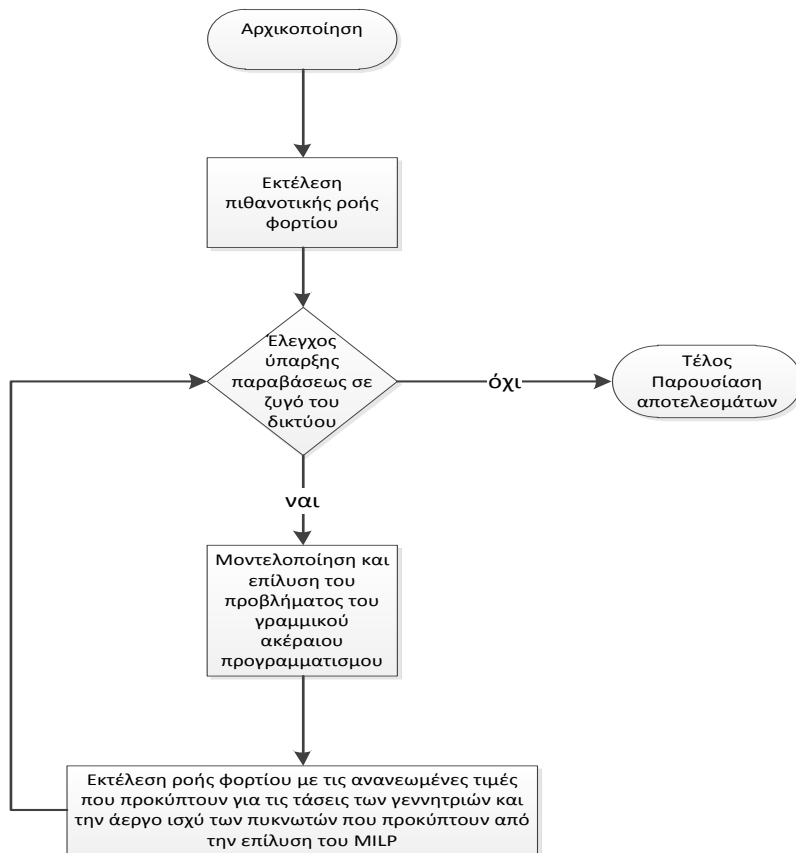 Αρχικοποίηση
Εκτέλεση
πιθανοτικής ροής
φορτίου
Έλεγχος
ύπαρξης
παραβάσεως σε
ζυγό του
δικτύου
όχι
Τέλος
Παρουσίαση
αποτελεσμάτων
ναι
Μοντελοποίηση και
επίλυση του
προβλήματος του
γραμμικού
ακέραιου
προγραμματισμου
Εκτέλεση ροής φορτίου με τις ανανεωμένες τιμές
που προκύπτουν για τις τάσεις των γεννητριών και
την άεργο ισχύ των πυκνωτών που προκύπτουν από
την επίλυση του MILP